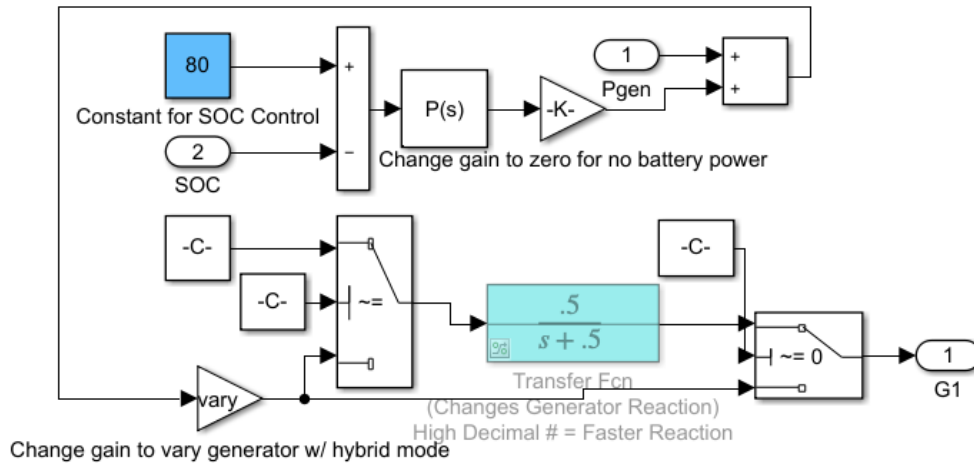 80
+
−
Constant for SOC Control
2
SOC
P(s)
-K-
1
Pgen
+
+
Change gain to zero for no battery power
-C-
-C-
~=
.5
s + .5
Transfer Fcn
(Changes Generator Reaction)
High Decimal # = Faster Reaction
-C-
~= 0
1
G1
vary
Change gain to vary generator w/ hybrid mode